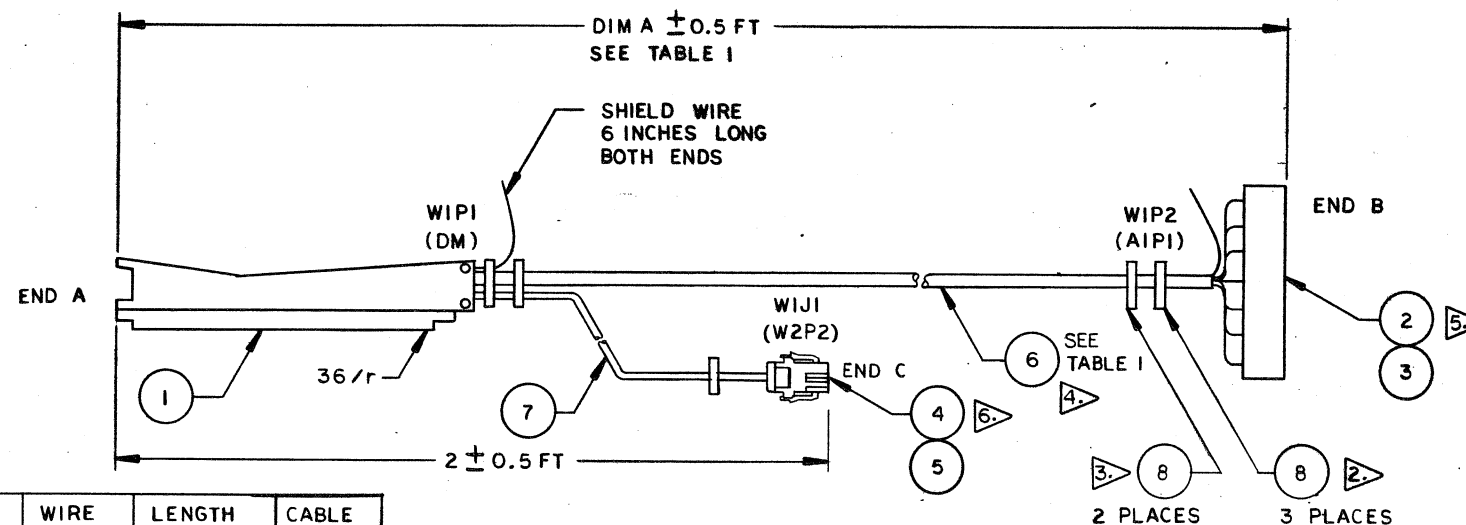 DIM A ±0.5 FT
SEE TABLE 1
SHIELD WIRE
6 INCHES LONG
BOTH ENDS
W1P1
(DM)
W1P2
(A1P1)
END B
END A
W1J1
(W2P2)
END C
36/r
1
7
6
SEE
TABLE 1
4.
2
5.
3
4
6.
5
2 ±0.5 FT
3.
8
8
2.
2 PLACES
3 PLACES
WIRE
LENGTH
CABLE